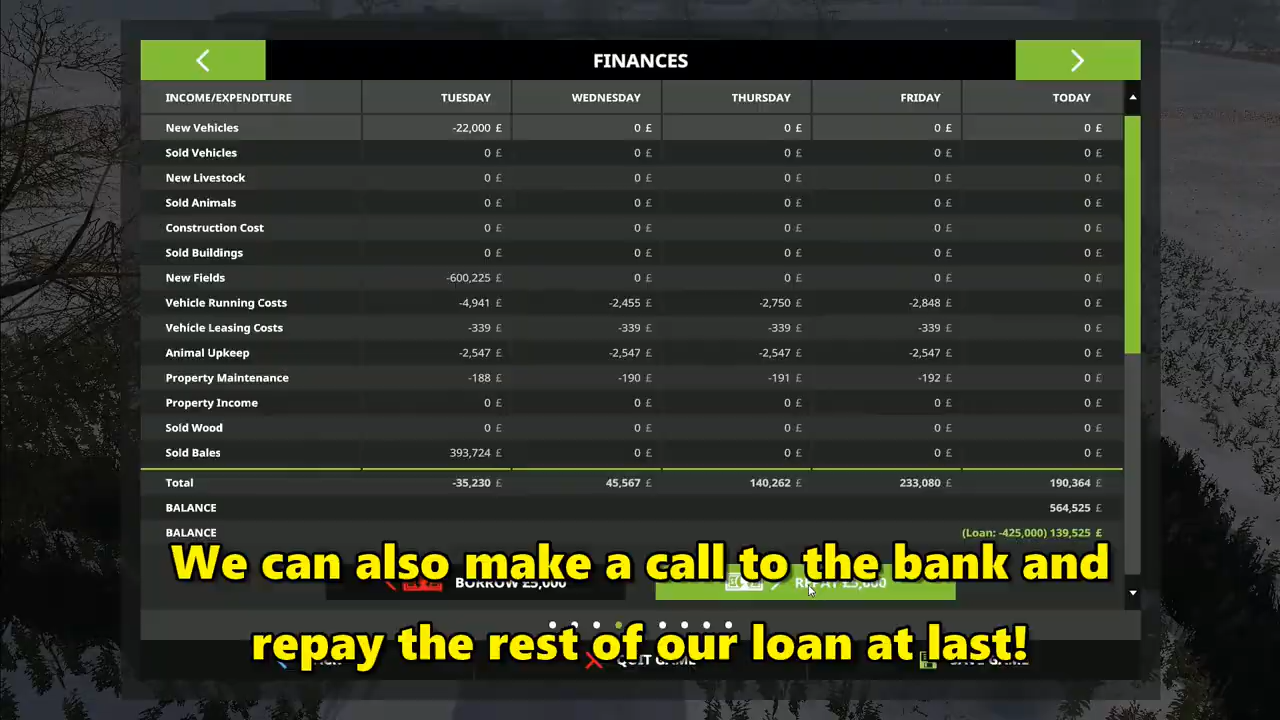 FINANCES
INCOME/EXPENDITURE TUESDAY WEDNESDAY THURSDAY FRIDAY TODAY
New Vehicles -22,000 £ 0 £ 0 £ 0 £ 0 £
Sold Vehicles 0 £ 0 £ 0 £ 0 £ 0 £
New Livestock 0 £ 0 £ 0 £ 0 £ 0 £
Sold Animals 0 £ 0 £ 0 £ 0 £ 0 £
Construction Cost 0 £ 0 £ 0 £ 0 £ 0 £
Sold Buildings 0 £ 0 £ 0 £ 0 £ 0 £
New Fields -600,225 £ 0 £ 0 £ 0 £ 0 £
Vehicle Running Costs -4,941 £ -2,455 £ -2,750 £ -2,848 £ 0 £
Vehicle Leasing Costs -339 £ -339 £ -339 £ -339 £ 0 £
Animal Upkeep -2,547 £ -2,547 £ -2,547 £ -2,547 £ 0 £
Property Maintenance -188 £ -190 £ -191 £ -192 £ 0 £
Property Income 0 £ 0 £ 0 £ 0 £ 0 £
Sold Wood 0 £ 0 £ 0 £ 0 £ 0 £
Sold Bales 393,724 £ 0 £ 0 £ 0 £ 0 £
Total -35,230 £ 45,567 £ 140,262 £ 233,080 £ 190,364 £
BALANCE 564,525 £
BALANCE (Loan: -425,000) 139,525 £
We can also make a call to the bank and
BORROW £5,000 REPAY £5,000
repay the rest of our loan at last!
QUIT GAME SAVE GAME